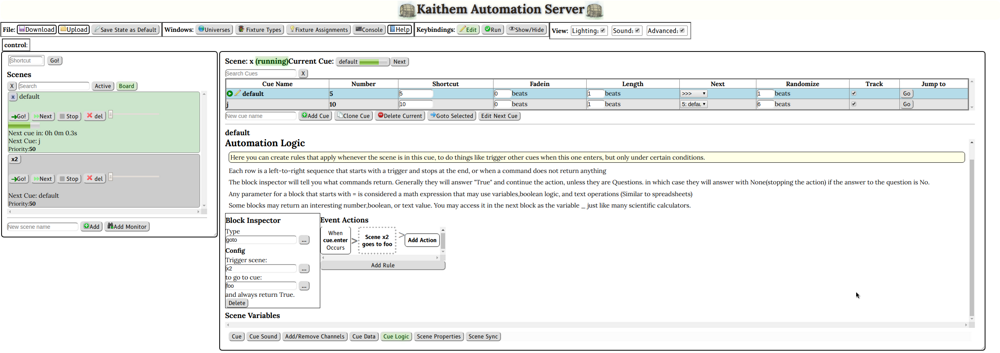 Kaithem Automation Server
File: Download Upload Save State as Default Windows: Universes Fixture Types Fixture Assignments Console Help Keybindings: Edit Run Show/Hide View: Lighting: Sound: Advanced:
control:
Shortcut Go!
Scenes
X Search Active Board
x default
→Go! →Next Stop del
Next cue in: 0h 0m 0.3s
Next Cue: j
Priority:50
x2
→Go! →Next Stop del
Next Cue: default
Priority:50
New scene name Add Add Monitor
Scene: x (running)Current Cue: default Next
Search Cues X
Cue Name Number Shortcut Fadein Length Next Randomize Track Jump to
default 5 5 0 beats 1 beats >>> 1 beats Go
j 10 10 0 beats 1 beats 5: defau 6 beats Go
New cue name Add Cue Clone Cue Delete Current Goto Selected Edit Next Cue
default
Automation Logic
Here you can create rules that apply whenever the scene is in this cue, to do things like trigger other cues when this one enters, but only under certain conditions.
Each row is a left-to-right sequence that starts with a trigger and stops at the end, or when a command does not return anything
The block inspector will tell you what commands return. Generally they will answer "True" and continue the action, unless they are Questions. in which case they will answer with None(stopping the action) if the answer to the question is No.
Any parameter for a block that starts with = is considered a math expression that may use variables,boolean logic, and text operations (Similar to spreadsheets)
Some blocks may return an interesting number,boolean, or text value. You may access it in the next block as the variable _ just like many scientific calculators.
Block Inspector
Type
goto ...
Config
Trigger scene:
x2 ...
to go to cue:
foo ...
and always return True.
Delete
Event Actions
When
cue.enter
Occurs
>
Scene x2
goes to foo
>
Add Action
Add Rule
Scene Variables
Cue Cue Sound Add/Remove Channels Cue Data Cue Logic Scene Properties Scene Sync